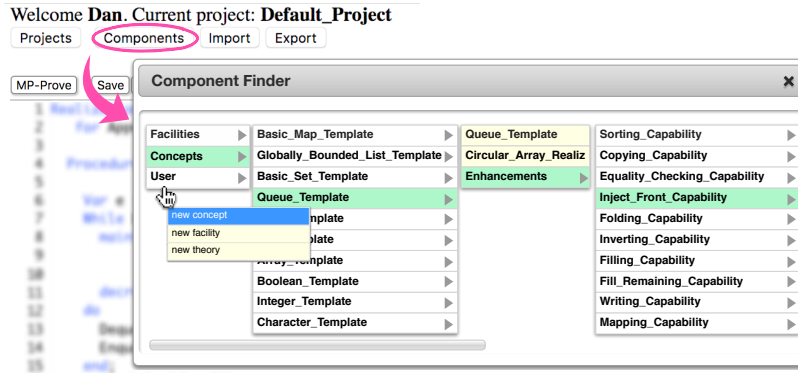 Welcome Dan. Current project: Default_Project
Projects Components Import Export
MP-Prove Save
Component Finder ×
Facilities
Concepts
User
new concept
new facility
new theory
Basic_Map_Template
Globally_Bounded_List_Template
Basic_Set_Template
Queue_Template
Boolean_Template
Integer_Template
Character_Template
Queue_Template
Circular_Array_Realiz
Enhancements
Sorting_Capability
Copying_Capability
Equality_Checking_Capability
Inject_Front_Capability
Folding_Capability
Inverting_Capability
Filling_Capability
Fill_Remaining_Capability
Writing_Capability
Mapping_Capability
1
2 for
3
4 Procedure
5
6 Var e
7 While
8
9
10
11
12 do
13
14
15 end;